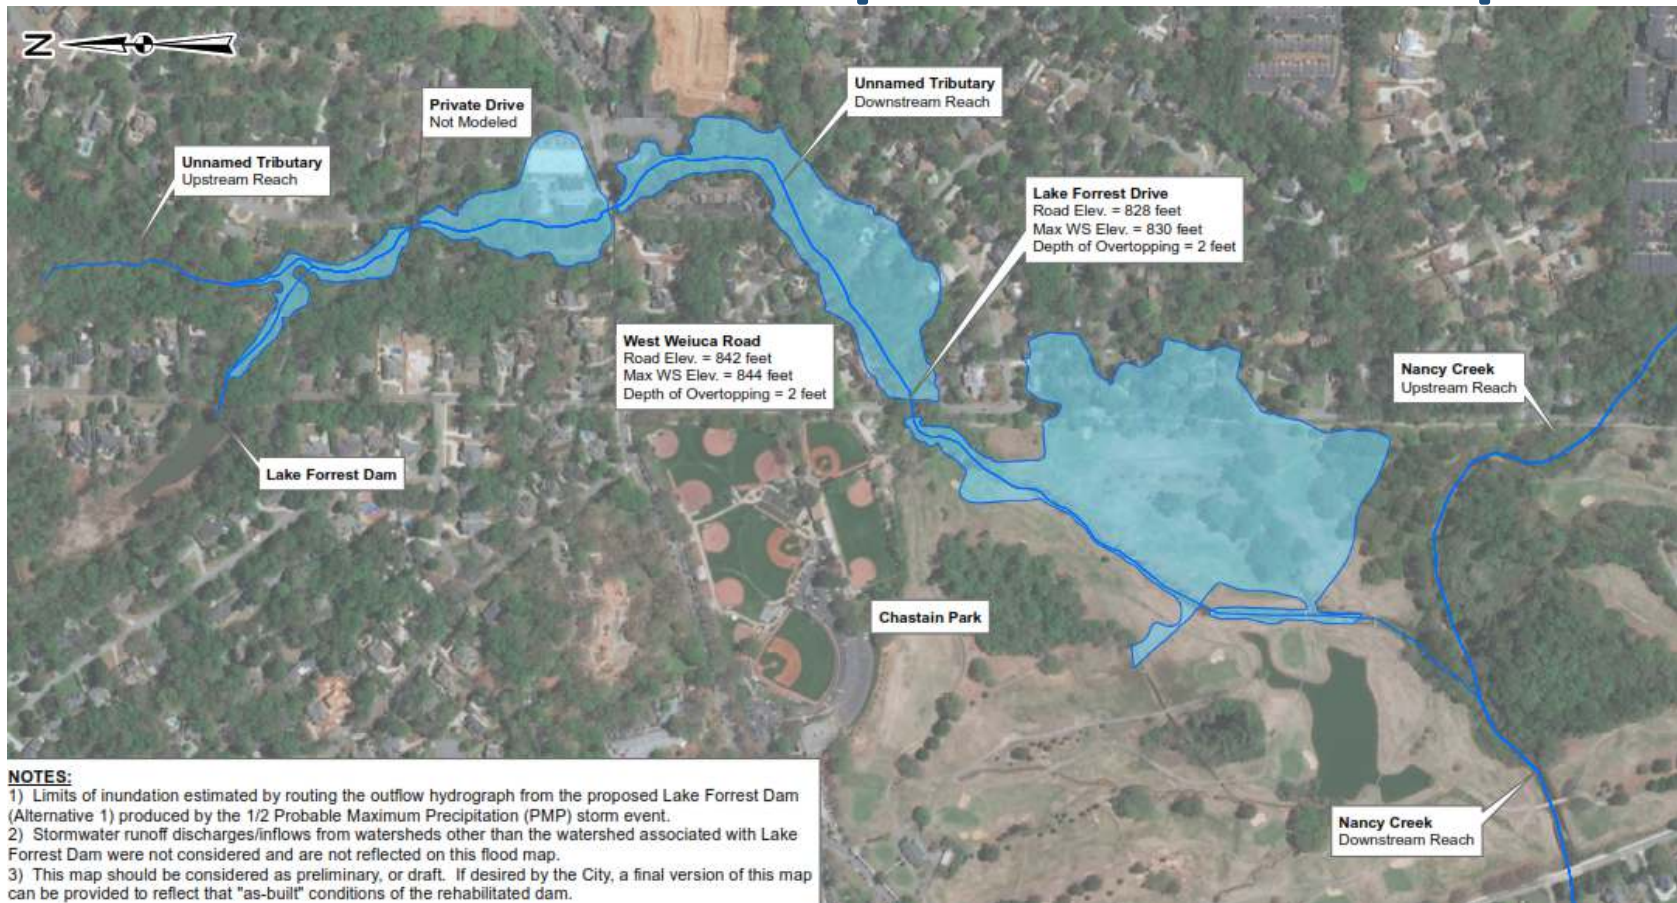 N
Private Drive
Not Modeled
Unnamed Tributary
Downstream Reach
Unnamed Tributary
Upstream Reach
Lake Forrest Drive
Road Elev. = 828 feet
Max WS Elev. = 830 feet
Depth of Overtopping = 2 feet
West Weiuca Road
Road Elev. = 842 feet
Max WS Elev. = 844 feet
Depth of Overtopping = 2 feet
Nancy Creek
Upstream Reach
Lake Forrest Dam
Chastain Park
Nancy Creek
Downstream Reach
NOTES:
1) Limits of inundation estimated by routing the outflow hydrograph from the proposed Lake Forrest Dam
(Alternative 1) produced by the 1/2 Probable Maximum Precipitation (PMP) storm event.
2) Stormwater runoff discharges/inflows from watersheds other than the watershed associated with Lake
Forrest Dam were not considered and are not reflected on this flood map.
3) This map should be considered as preliminary, or draft. If desired by the City, a final version of this map
can be provided to reflect that "as-built" conditions of the rehabilitated dam.